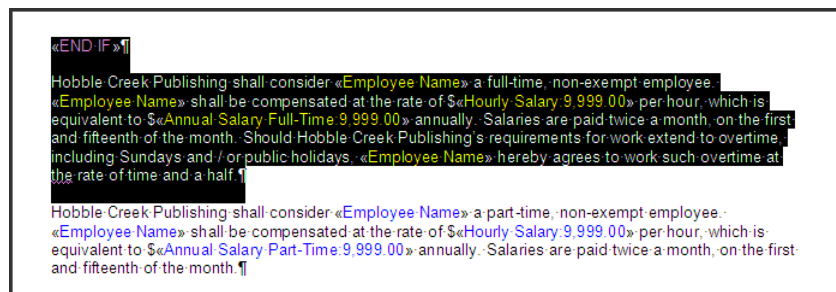 «END·IF»¶
Hobble·Creek·Publishing·shall·consider·«Employee·Name»·a·full-time,·non-exempt·employee.·
«Employee·Name»·shall·be·compensated·at·the·rate·of·$«Hourly·Salary:9,999.00»·per·hour,·which·is·
equivalent·to·$«Annual·Salary·Full-Time:9,999.00»·annually.·Salaries·are·paid·twice·a·month,·on·the·first·
and·fifteenth·of·the·month.·Should·Hobble·Creek·Publishing's·requirements·for·work·extend·to·overtime,·
including·Sundays·and·/·or·public·holidays,·«Employee·Name»·hereby·agrees·to·work·such·overtime·at·
the·rate·of·time·and·a·half.¶
Hobble·Creek·Publishing·shall·consider·«Employee·Name»·a·part-time,·non-exempt·employee.·
«Employee·Name»·shall·be·compensated·at·the·rate·of·$«Hourly·Salary:9,999.00»·per·hour,·which·is·
equivalent·to·$«Annual·Salary·Part-Time:9,999.00»·annually.·Salaries·are·paid·twice·a·month,·on·the·first·
and·fifteenth·of·the·month.¶